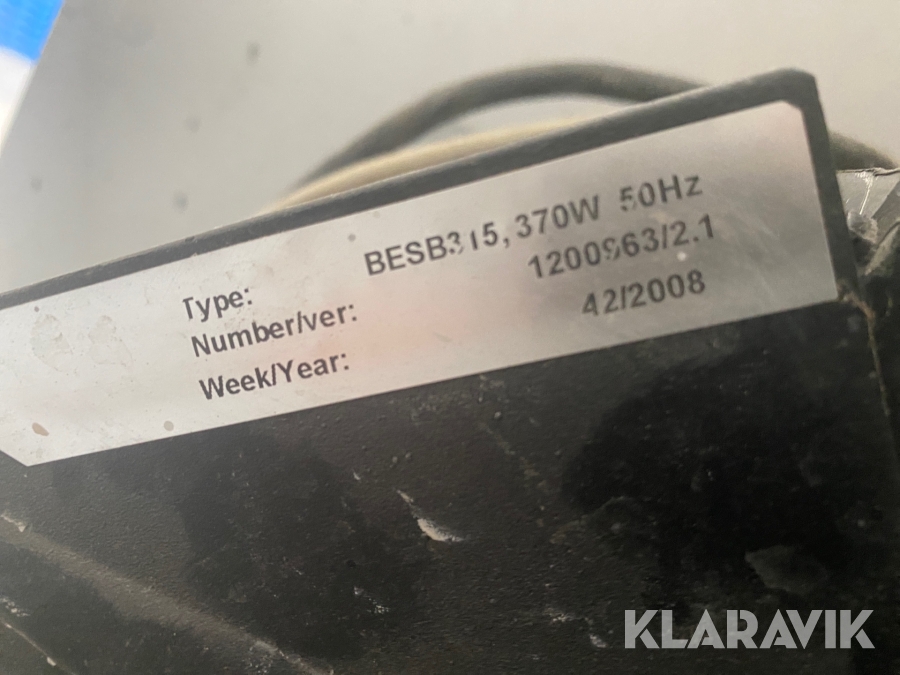 Type: BESB315, 370W 50Hz
Number/ver: 1200963/2.1
Week/Year: 42/2008
KLARAVIK